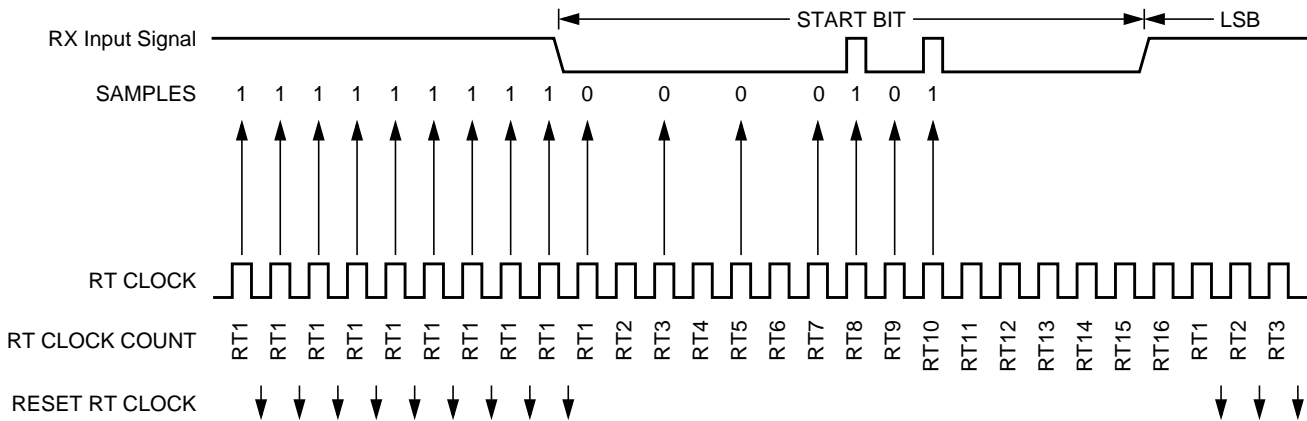 START BIT
LSB
RX Input Signal
SAMPLES 1 1 1 1 1 1 1 1 1 0 0 0 0 1 0 1
RT CLOCK
RT CLOCK COUNT RT1 RT1 RT1 RT1 RT1 RT1 RT1 RT1 RT1 RT1 RT2 RT3 RT4 RT5 RT6 RT7 RT8 RT9 RT10 RT11 RT12 RT13 RT14 RT15 RT16 RT1 RT2 RT3
RESET RT CLOCK